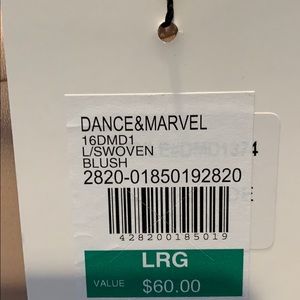 DANCE&MARVEL
16DMD1
L/SWOVEN
BLUSH
2820-01850192820
428200185019
LRG
VALUE $60.00